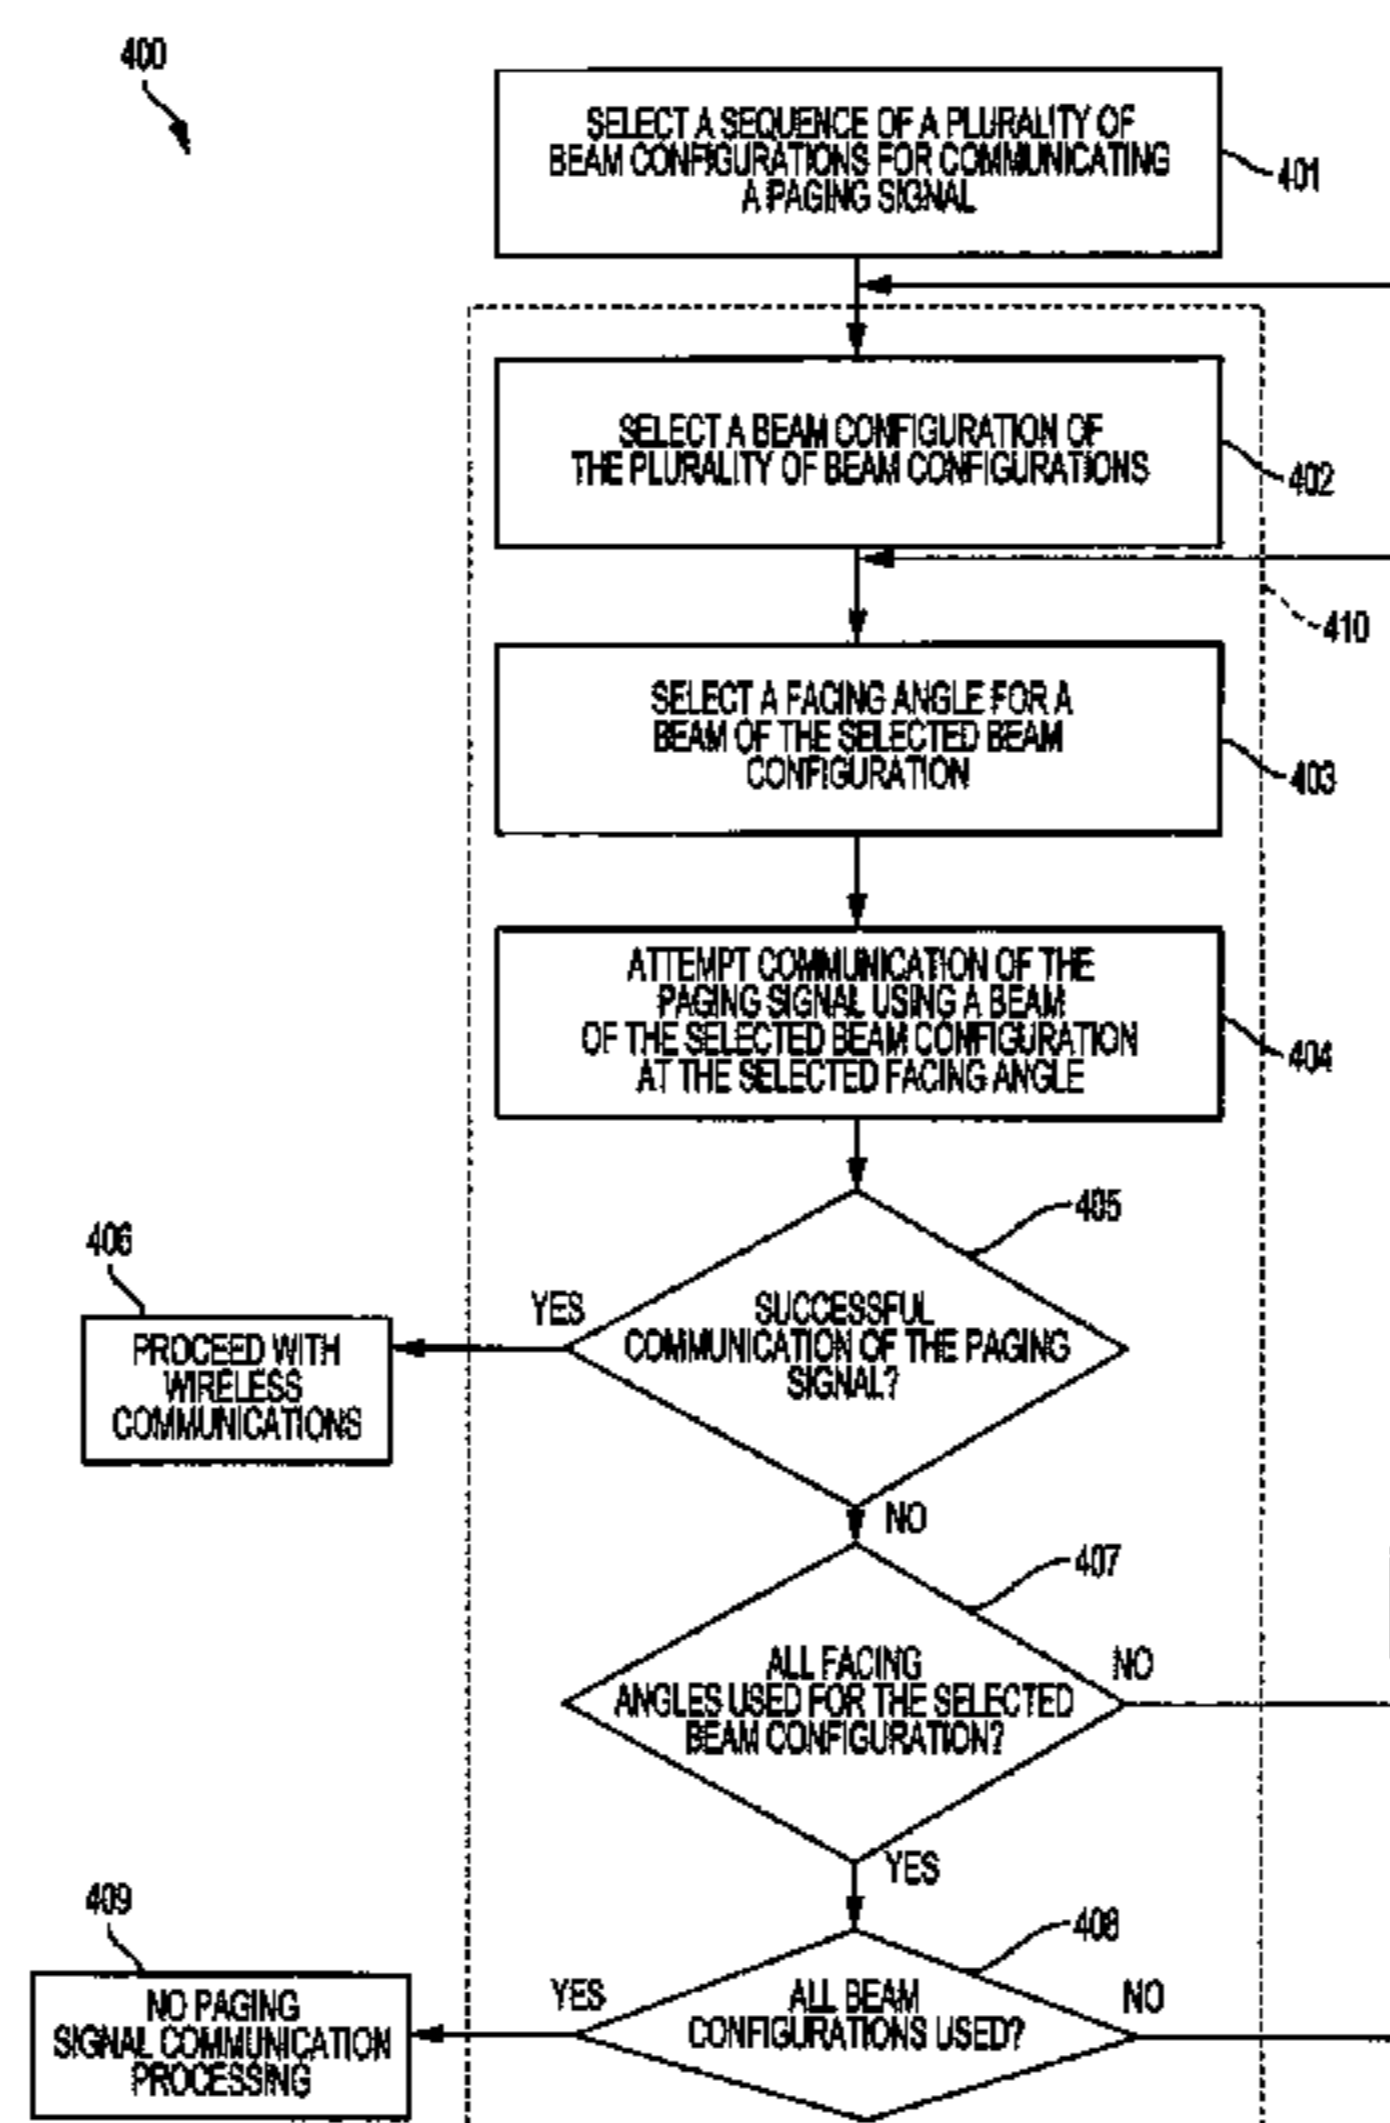 400
SELECT A SEQUENCE OF A PLURALITY OF
BEAM CONFIGURATIONS FOR COMMUNICATING
A PAGING SIGNAL
401
SELECT A BEAM CONFIGURATION OF
THE PLURALITY OF BEAM CONFIGURATIONS
402
410
SELECT A FACING ANGLE FOR A
BEAM OF THE SELECTED BEAM
CONFIGURATION
403
ATTEMPT COMMUNICATION OF THE
PAGING SIGNAL USING A BEAM
OF THE SELECTED BEAM CONFIGURATION
AT THE SELECTED FACING ANGLE
404
405
406
YES
SUCCESSFUL
COMMUNICATION OF THE PAGING
SIGNAL?
PROCEED WITH
WIRELESS
COMMUNICATIONS
NO
407
ALL FACING
ANGLES USED FOR THE SELECTED
BEAM CONFIGURATION?
NO
YES
409
408
NO PAGING
SIGNAL COMMUNICATION
PROCESSING
YES
ALL BEAM
CONFIGURATIONS USED?
NO